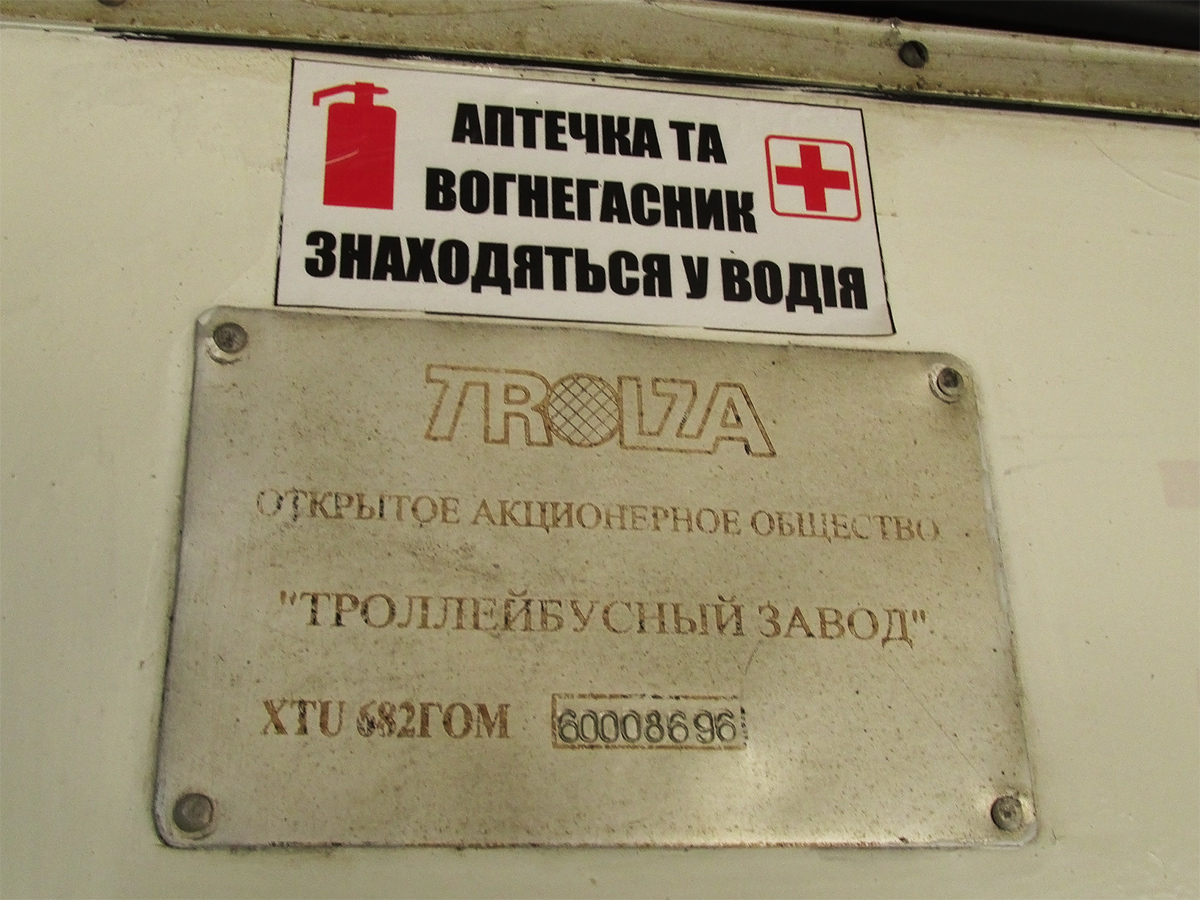 АПТЕЧКА ТА
ВОГНЕГАСНИК
ЗНАХОДЯТЬСЯ У ВОДІЯ
TROLZA
ОТКРЫТОЕ АКЦИОНЕРНОЕ ОБЩЕСТВО
"ТРОЛЛЕЙБУСНЫЙ ЗАВОД"
XTU 682ГОМ 60008696